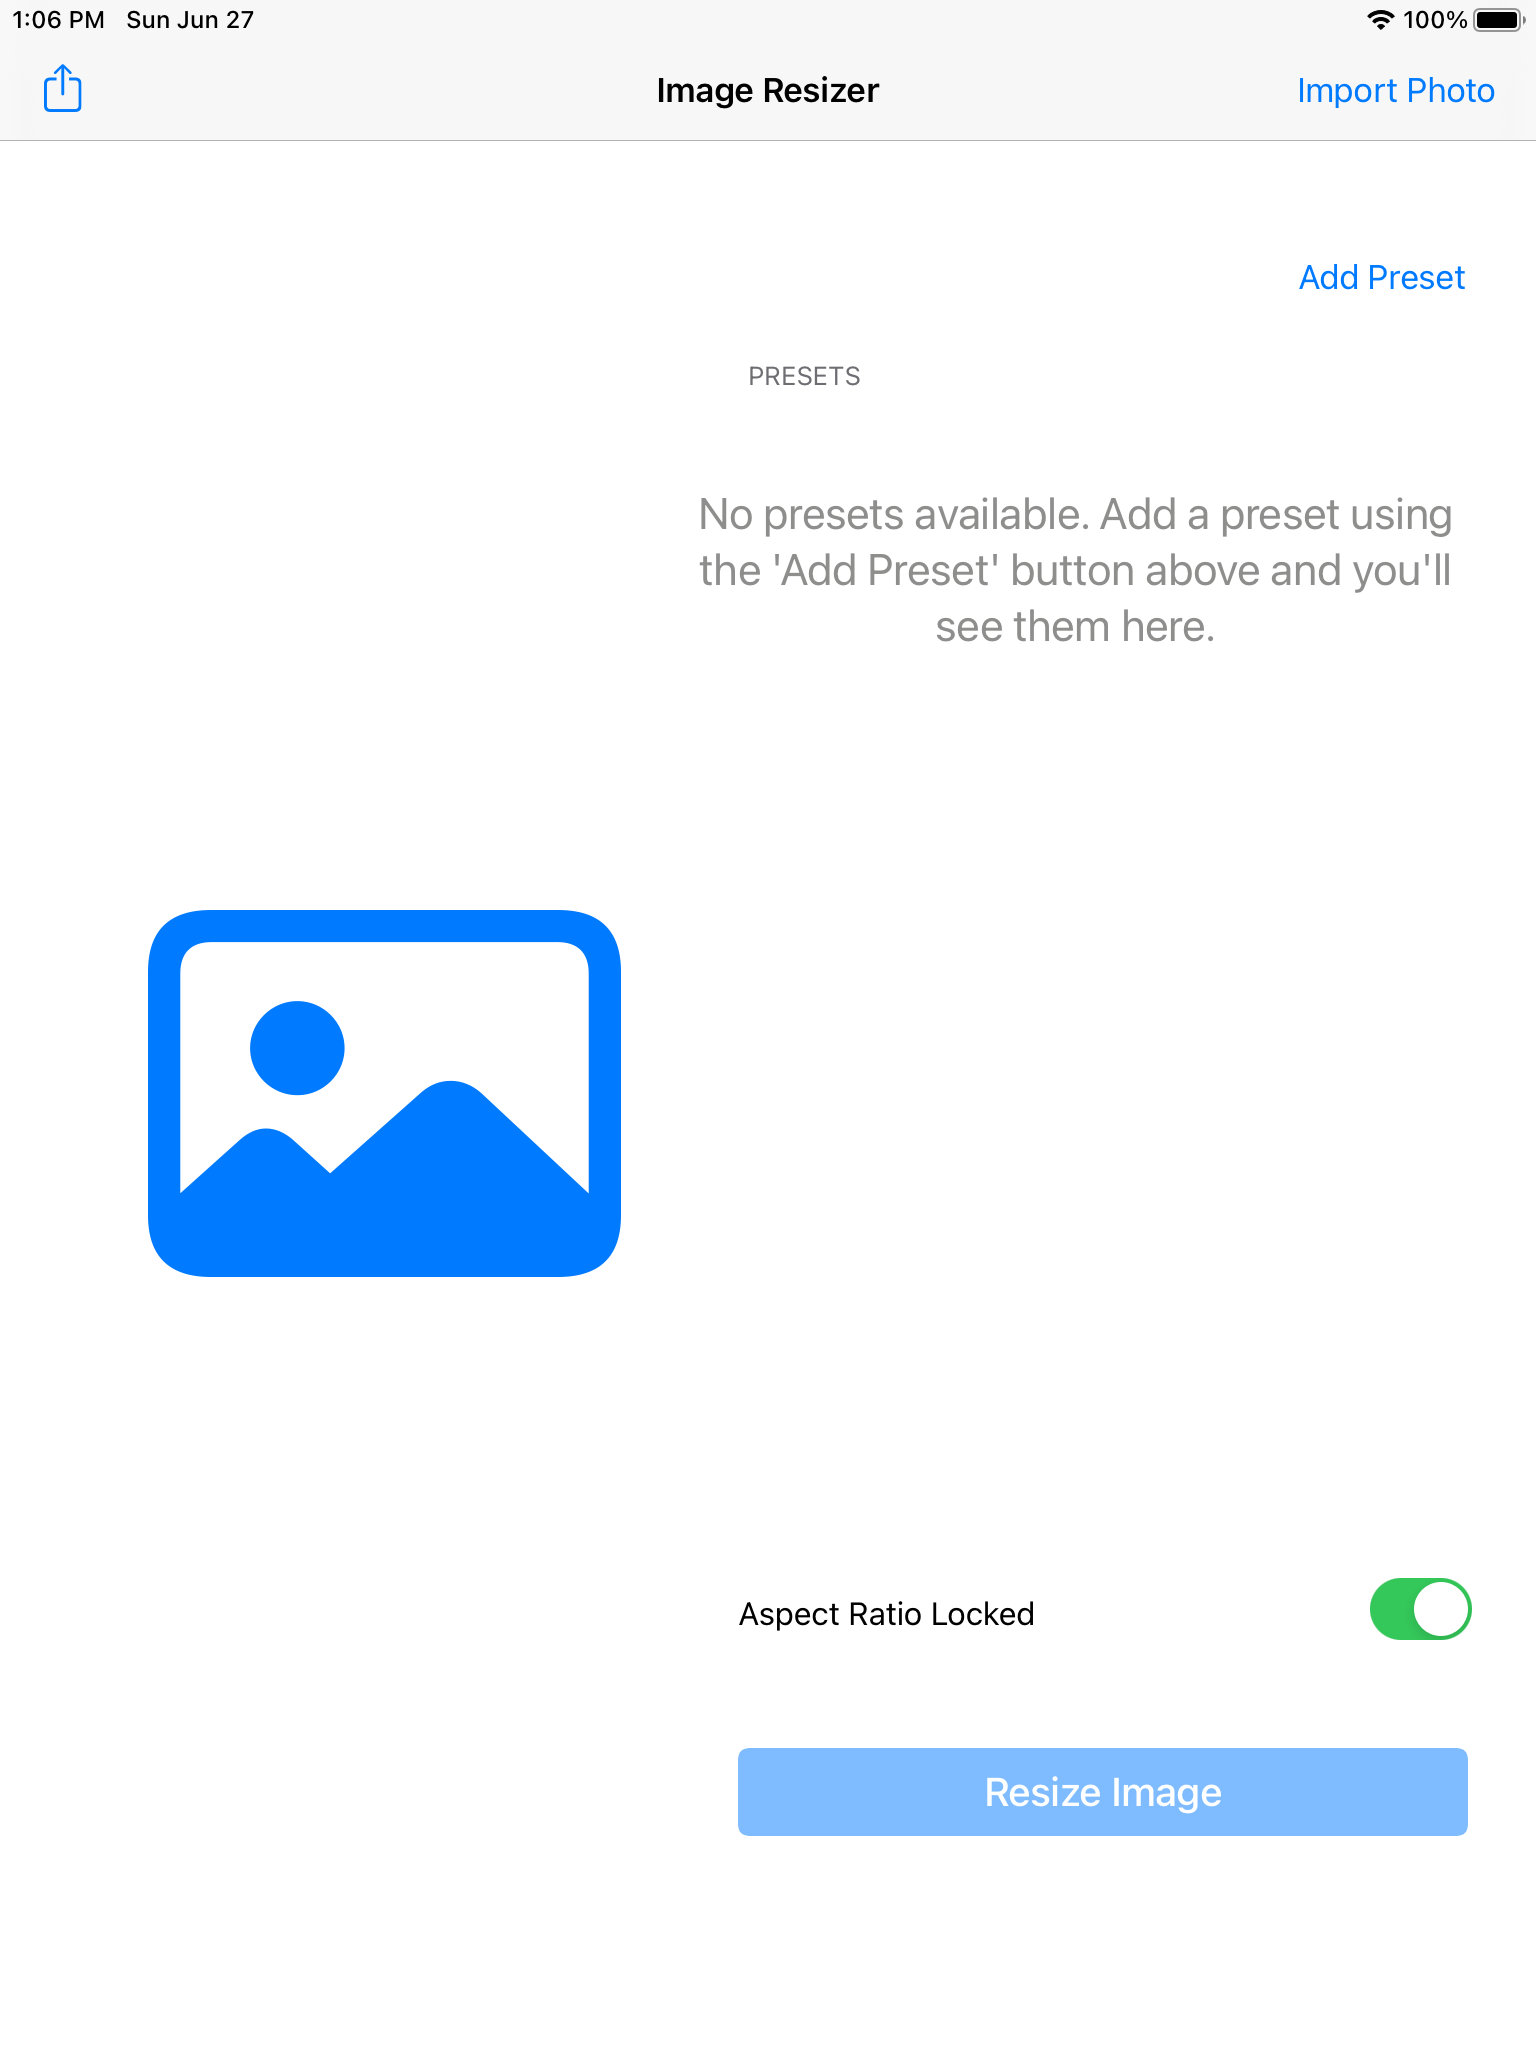 1:06 PM Sun Jun 27 100%
Image Resizer
Import Photo
Add Preset
PRESETS
No presets available. Add a preset using
the 'Add Preset' button above and you'll
see them here.
Aspect Ratio Locked
Resize Image